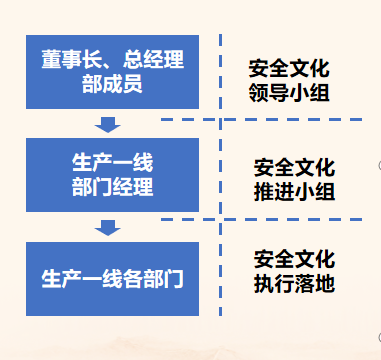 董事长、总经理
部成员
安全文化
领导小组
生产一线
部门经理
安全文化
推进小组
生产一线各部门
安全文化
执行落地